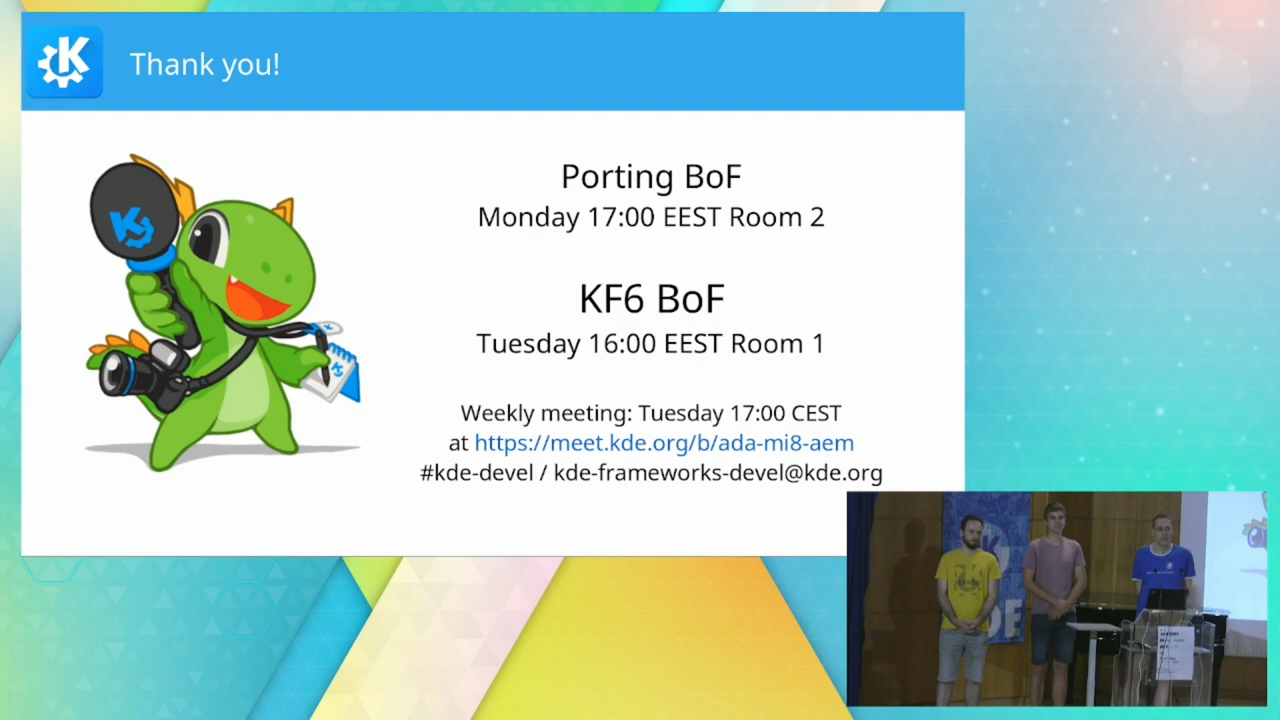 Thank you!
Porting BoF
Monday 17:00 EEST Room 2
KF6 BoF
Tuesday 16:00 EEST Room 1
Weekly meeting: Tuesday 17:00 CEST
at https://meet.kde.org/b/ada-mi8-aem
#kde-devel / kde-frameworks-devel@kde.org